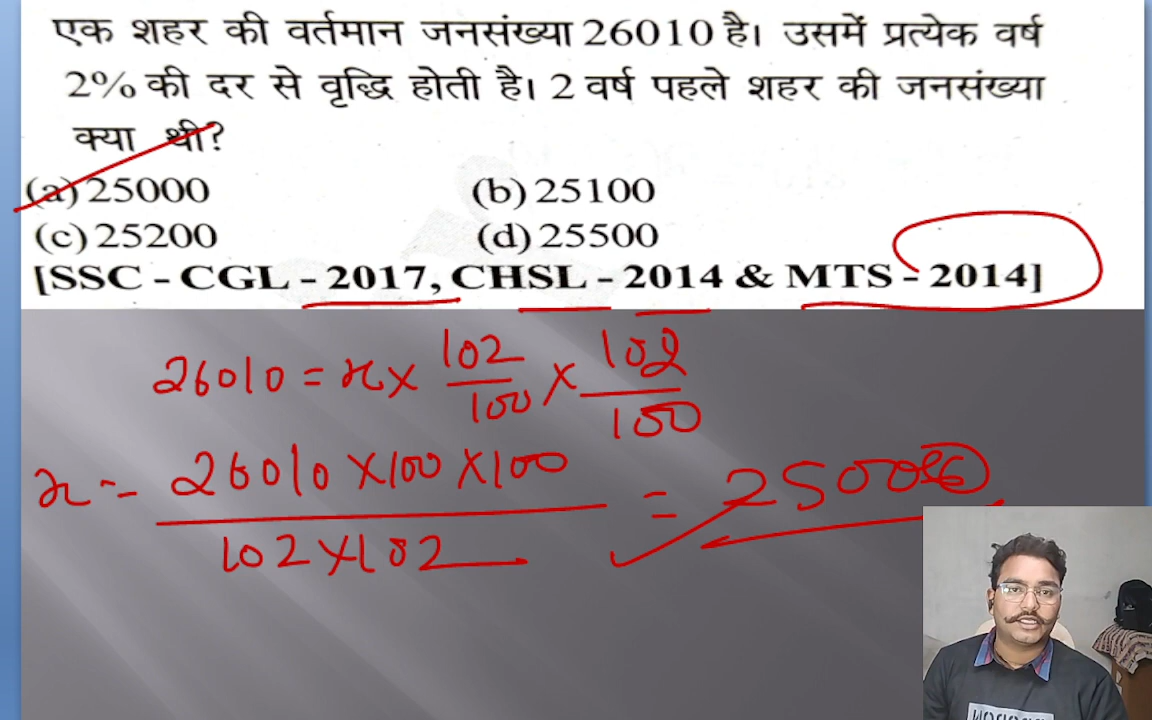 एक शहर की वर्तमान जनसंख्या 26010 है। उसमें प्रत्येक वर्ष
2% की दर से वृद्धि होती है। 2 वर्ष पहले शहर की जनसंख्या
क्या थी?
(a) 25000 (b) 25100
(c) 25200 (d) 25500
[SSC - CGL - 2017, CHSL - 2014 & MTS - 2014]
26010 = x × 102/100 × 102/100
x = 26010 × 100 × 100 / 102 × 102 = 2500